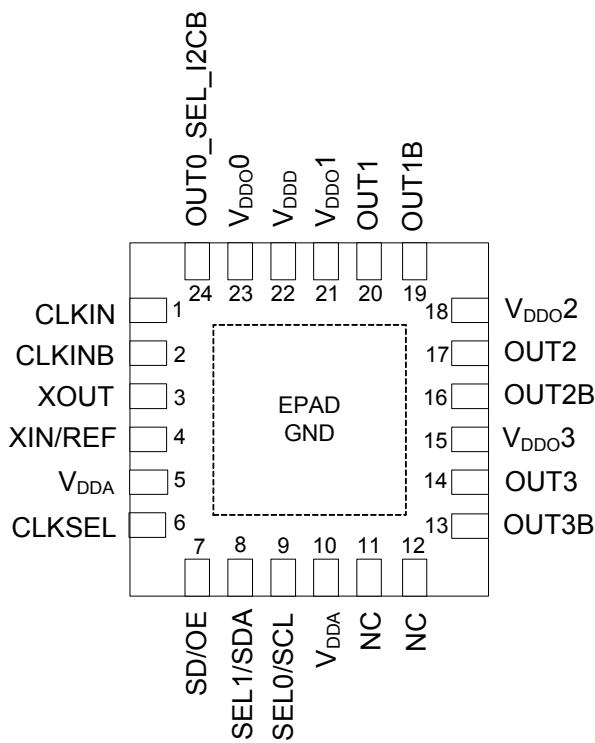 OUT0_SEL_I2CB
VDDO0
VDDD
VDDO1
OUT1
OUT1B
24 23 22 21 20 19
CLKIN 1
CLKINB 2
XOUT 3
XIN/REF 4
VDDA 5
CLKSEL 6
EPAD
GND
18 VDDO2
17 OUT2
16 OUT2B
15 VDDO3
14 OUT3
13 OUT3B
7 8 9 10 11 12
SD/OE
SEL1/SDA
SEL0/SCL
VDDA
NC
NC